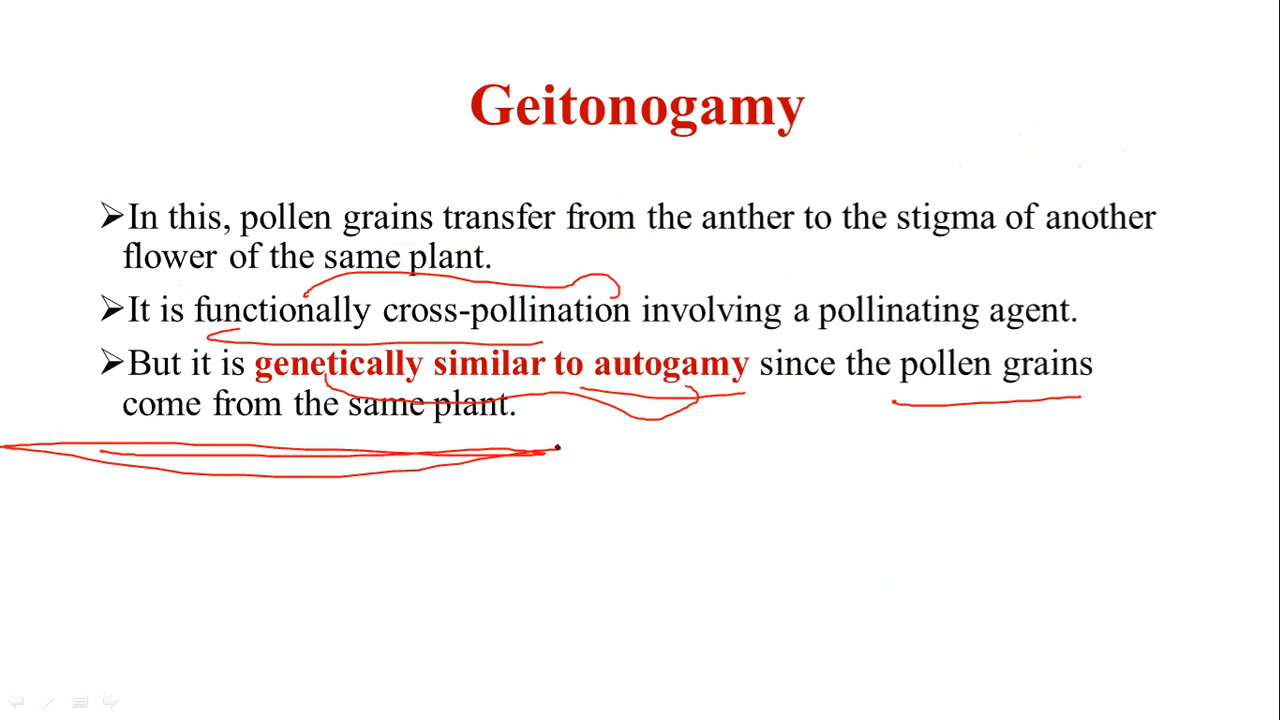 Geitonogamy
➢In this, pollen grains transfer from the anther to the stigma of another
flower of the same plant.
➢It is functionally cross-pollination involving a pollinating agent.
➢But it is genetically similar to autogamy since the pollen grains
come from the same plant.